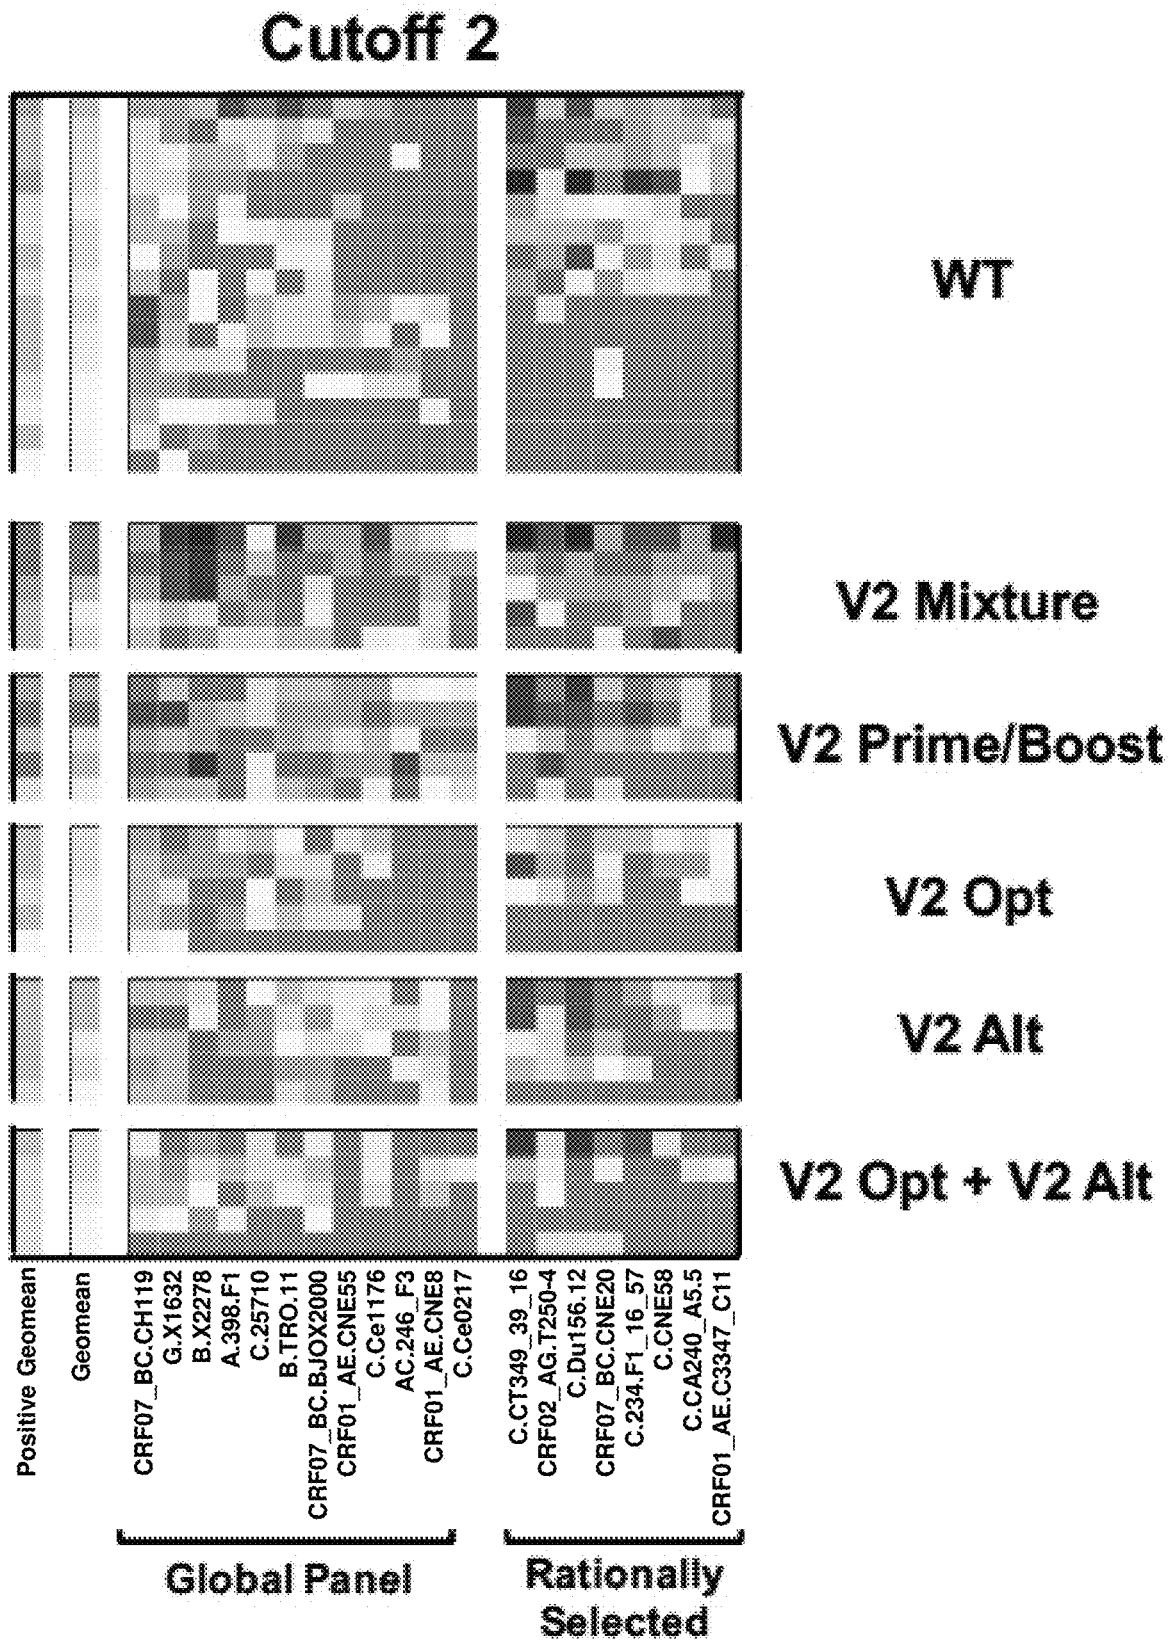 Cutoff 2
WT
V2 Mixture
V2 Prime/Boost
V2 Opt
V2 Alt
V2 Opt + V2 Alt
Positive Geomean
Geomean
CRF07_BC.CH119
G.X1632
B.X2278
A.398.F1
C.25710
B.TRO.11
CRF07_BC.BJOX2000
CRF01_AE.CNE55
C.Ce1176
AC.246_F3
CRF01_AE.CNE8
C.Ce0217
C.CT349_39_16
CRF02_AG.T250-4
C.Du156.12
CRF07_BC.CNE20
C.234.F1_16_57
C.CNE58
C.CA240_A5.5
CRF01_AE.C3347_C11
Global Panel
Rationally
Selected